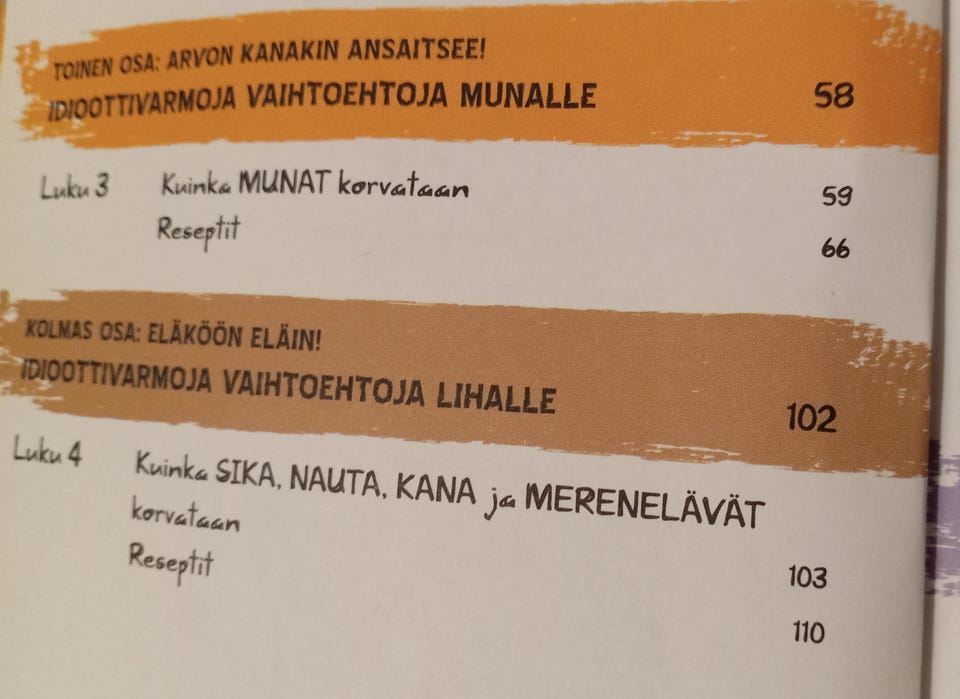 TOINEN OSA: ARVON KANAKIN ANSAITSEE!
IDIOOTTIVARMOJA VAIHTOEHTOJA MUNALLE 58
Luku 3 Kuinka MUNAT korvataan 59
Reseptit 66
KOLMAS OSA: ELÄKÖÖN ELÄIN!
IDIOOTTIVARMOJA VAIHTOEHTOJA LIHALLE 102
Luku 4 Kuinka SIKA, NAUTA, KANA ja MERENELÄVÄT
korvataan 103
Reseptit 110